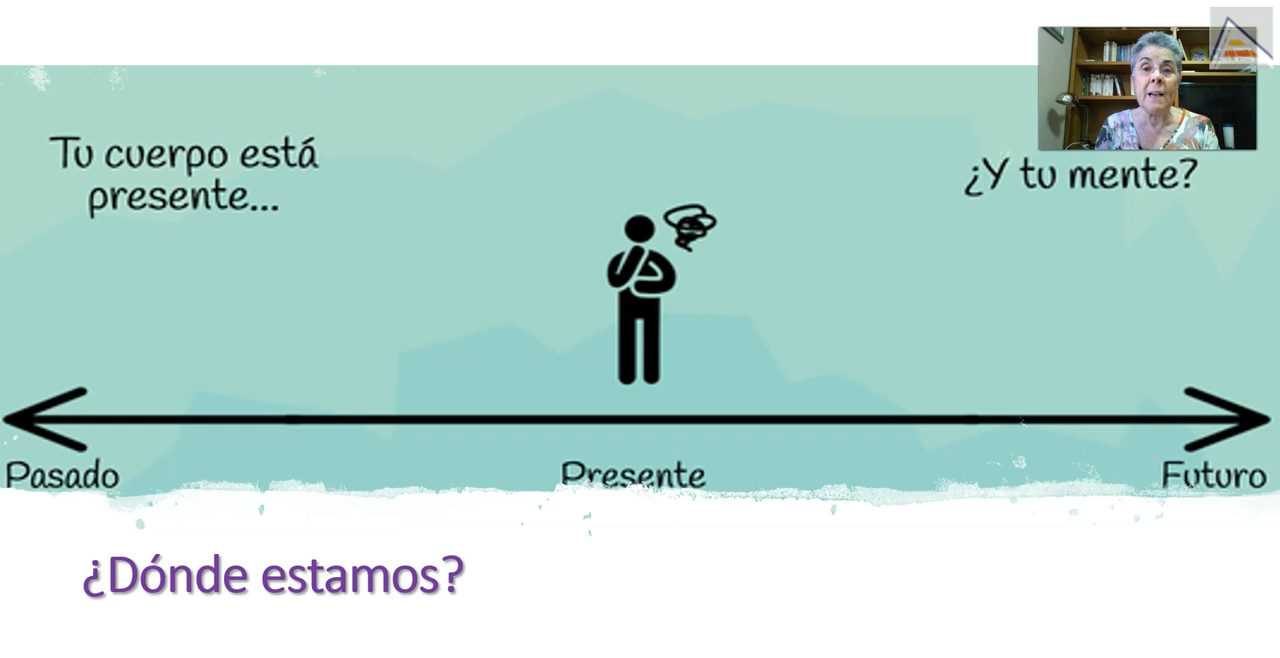 Tu cuerpo está
presente...
¿Y tu mente?
Pasado
Presente
Futuro
¿Dónde estamos?